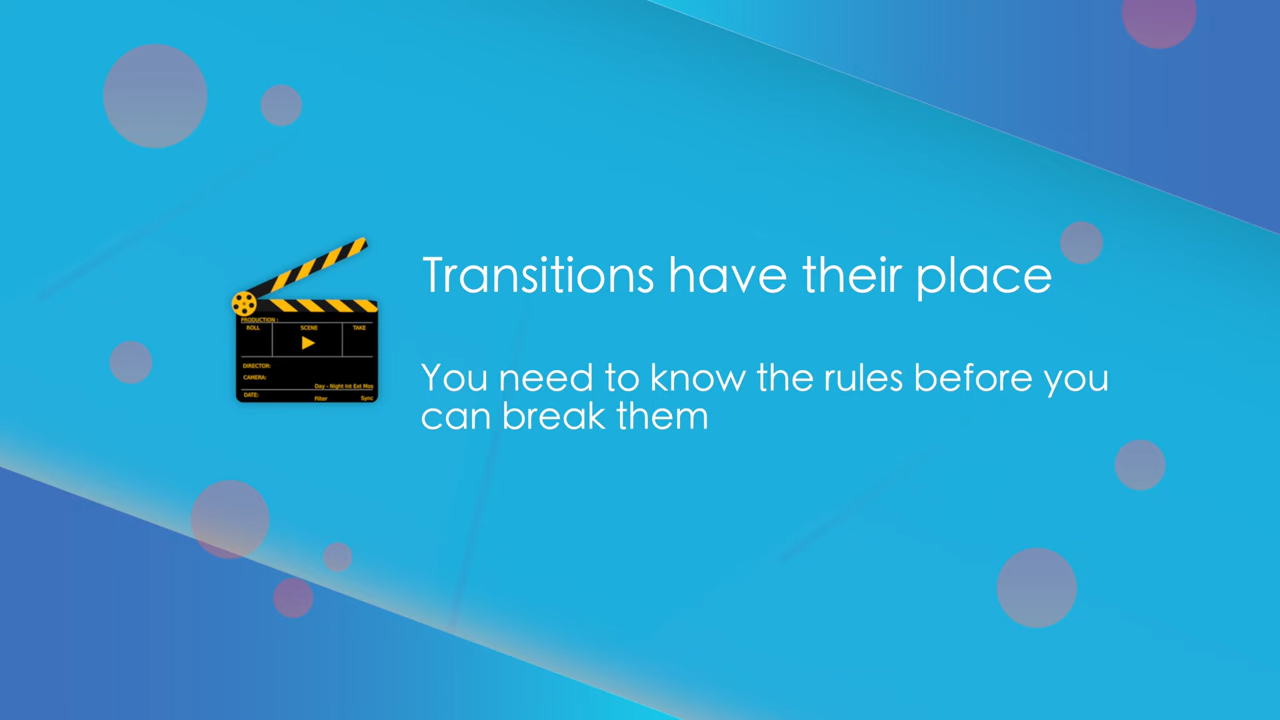 Transitions have their place
You need to know the rules before you
can break them
PRODUCTION :
ROLL SCENE TAKE
DIRECTOR:
CAMERA:
Day - Night Int Ext Mos
DATE: Filter Sync